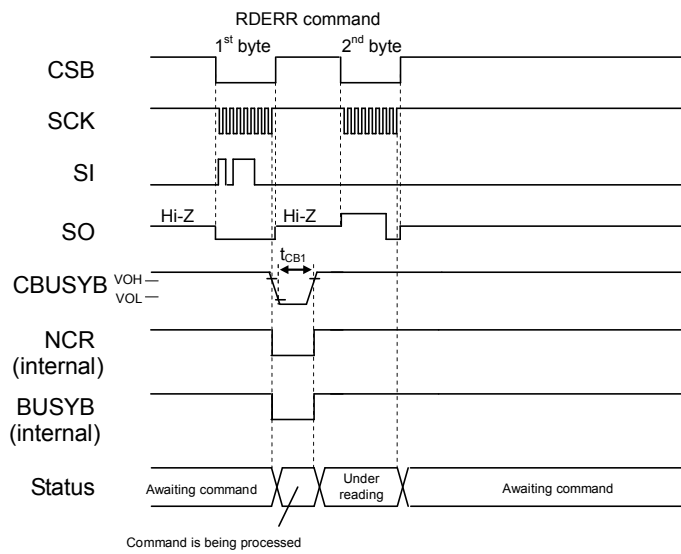 RDERR command
1st byte
2nd byte
CSB
SCK
SI
SO
Hi-Z
Hi-Z
tCB1
CBUSYB
VOH
VOL
NCR
(internal)
BUSYB
(internal)
Status
Awaiting command
Under
reading
Awaiting command
Command is being processed